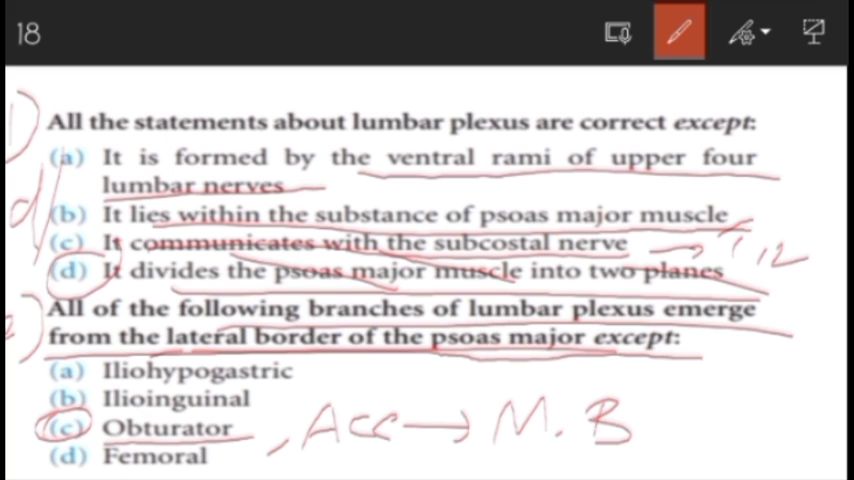 18
1) All the statements about lumbar plexus are correct except:
(a) It is formed by the ventral rami of upper four
lumbar nerves
(b) It lies within the substance of psoas major muscle
(c) It communicates with the subcostal nerve → T12
d/ (d) It divides the psoas major muscle into two planes
All of the following branches of lumbar plexus emerge
from the lateral border of the psoas major except:
(a) Iliohypogastric
(b) Ilioinguinal
(c) Obturator , Acc → M. B
(d) Femoral